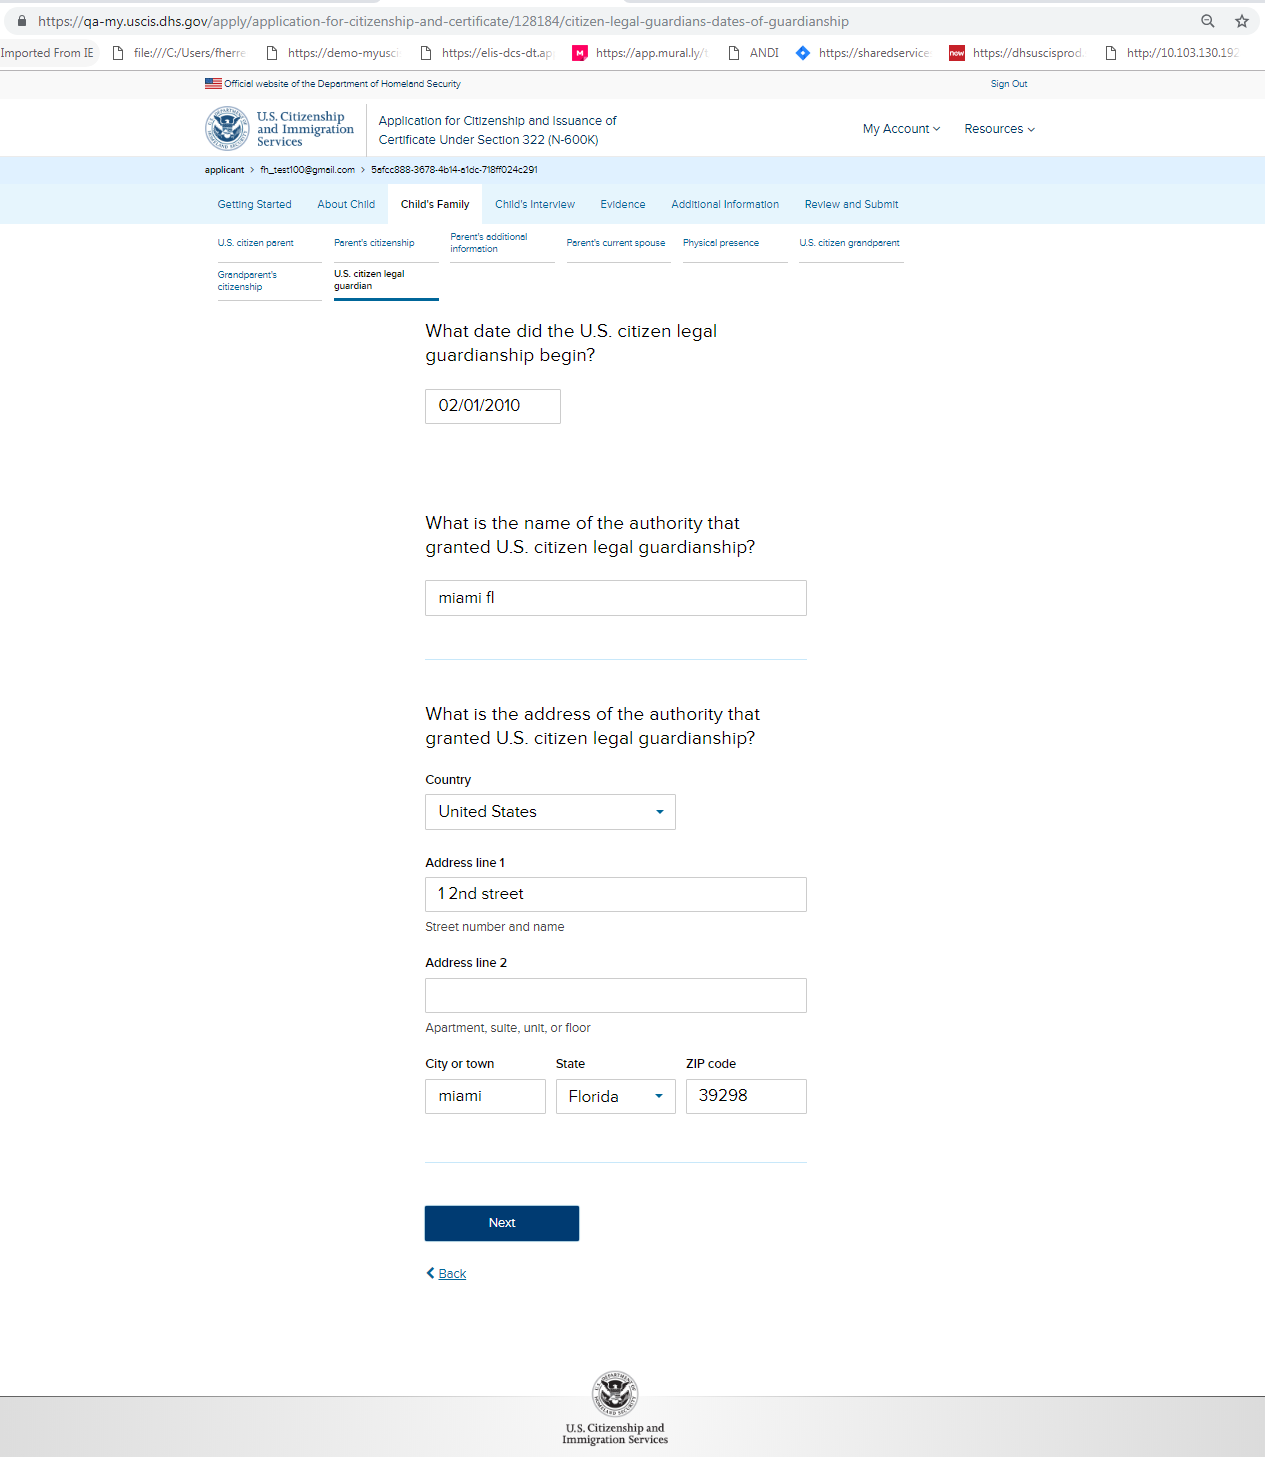 https://qa-my.uscis.dhs.gov/apply/application-for-citizenship-and-certificate/128184/citizen-legal-guardians-dates-of-guardianship
Imported From IE file:///C:/Users/fherre https://demo-myusci https://elis-dcs-dt.ap https://app.mural.ly/t ANDI https://sharedservice now https://dhsuscisprod. http://10.103.130.192
Official website of the Department of Homeland Security Sign Out
U.S. Citizenship
and Immigration
Services
Application for Citizenship and Issuance of
Certificate Under Section 322 (N-600K)
My Account Resources
applicant > fh_test100@gmail.com > 5afcc888-3678-4b14-a1dc-718ff024c291
Getting Started About Child Child's Family Child's Interview Evidence Additional Information Review and Submit
U.S. citizen parent Parent's citizenship Parent's additional information Parent's current spouse Physical presence U.S. citizen grandparent
Grandparent's citizenship U.S. citizen legal guardian
What date did the U.S. citizen legal
guardianship begin?
02/01/2010
What is the name of the authority that
granted U.S. citizen legal guardianship?
miami fl
What is the address of the authority that
granted U.S. citizen legal guardianship?
Country
United States
Address line 1
1 2nd street
Street number and name
Address line 2
Apartment, suite, unit, or floor
City or town State ZIP code
miami Florida 39298
Next
Back
U.S. Citizenship and
Immigration Services